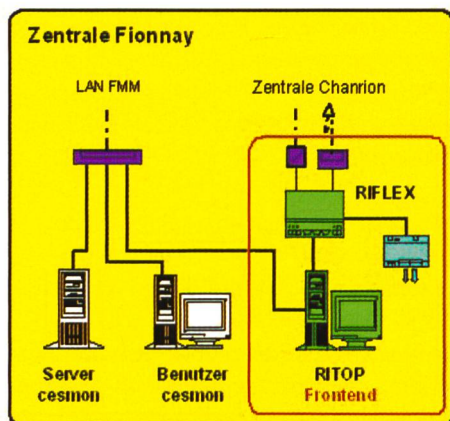 Zentrale Fionnay
LAN FMM
Zentrale Chanrion
RIFLEX
Server
cesmon
Benutzer
cesmon
RITOP
Frontend